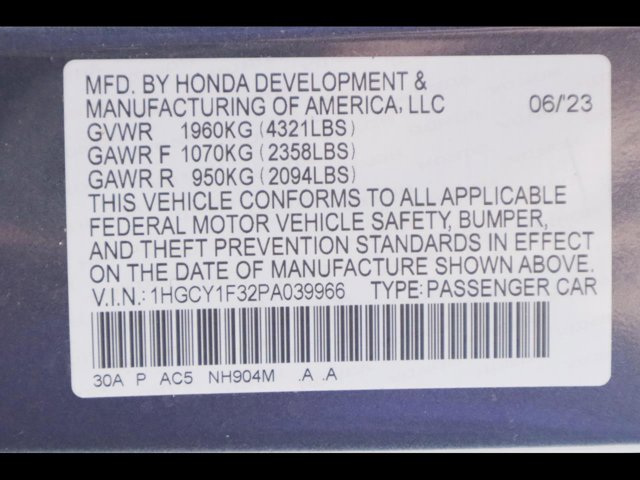 MFD. BY HONDA DEVELOPMENT &
MANUFACTURING OF AMERICA, LLC 06/'23
GVWR 1960KG (4321LBS)
GAWR F 1070KG (2358LBS)
GAWR R 950KG (2094LBS)
THIS VEHICLE CONFORMS TO ALL APPLICABLE
FEDERAL MOTOR VEHICLE SAFETY, BUMPER,
AND THEFT PREVENTION STANDARDS IN EFFECT
ON THE DATE OF MANUFACTURE SHOWN ABOVE.
V.I.N.: 1HGCY1F32PA039966 TYPE: PASSENGER CAR
30A P AC5 NH904M .A .A